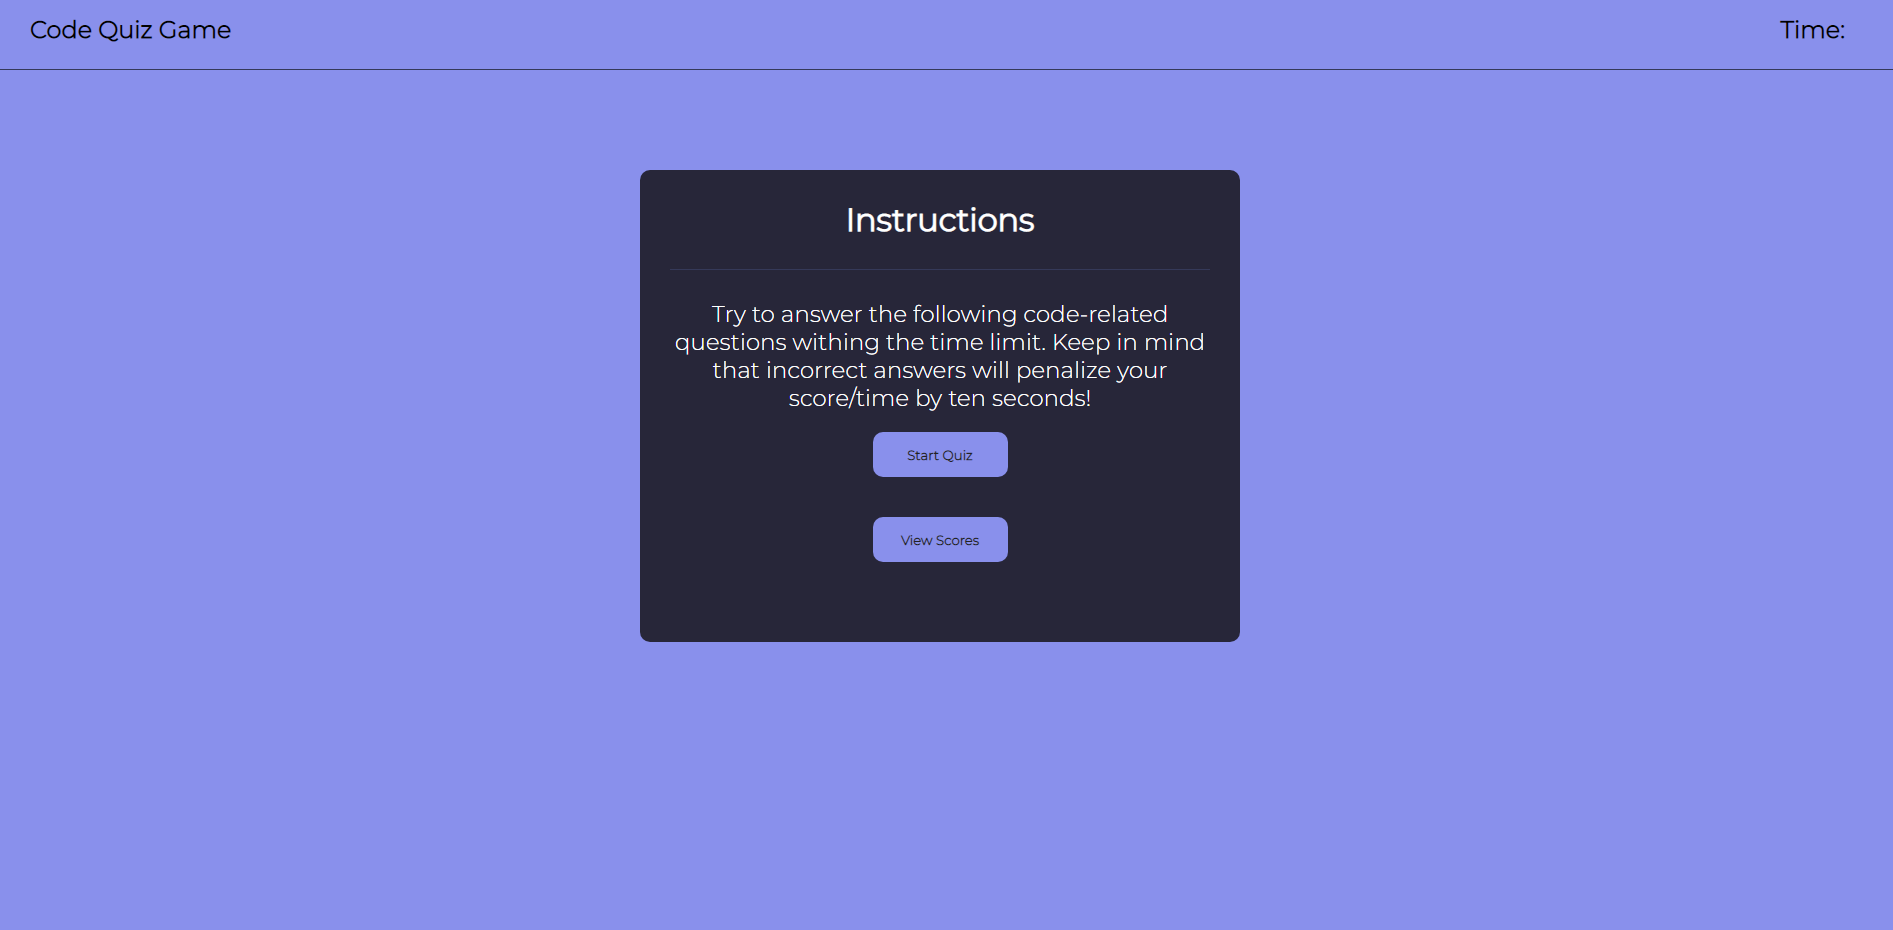 Code Quiz Game
Time:
Instructions
Try to answer the following code-related
questions withing the time limit. Keep in mind
that incorrect answers will penalize your
score/time by ten seconds!
Start Quiz
View Scores